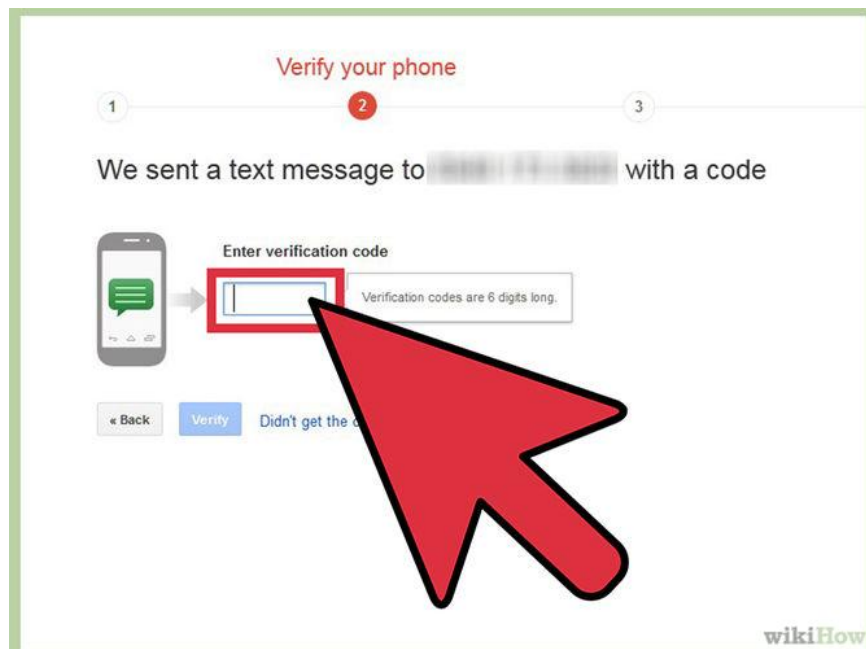 Verify your phone
1 2 3
We sent a text message to with a code
Enter verification code
Verification codes are 6 digits long.
« Back Verify Didn't get the
wikiHow